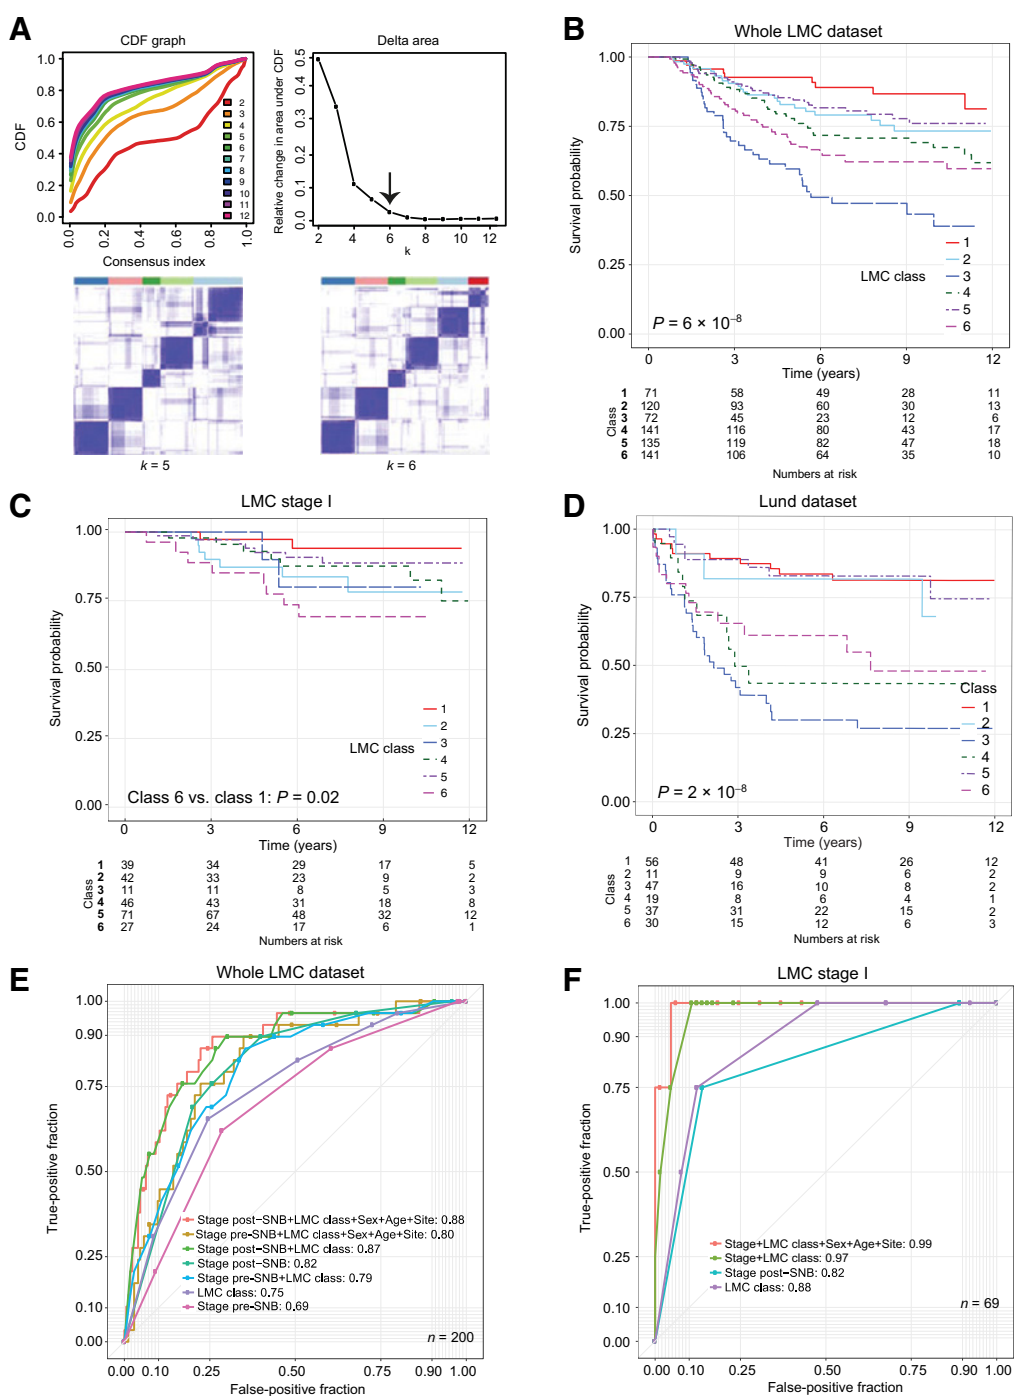 A
CDF graph
CDF
1.0
0.8
0.6
0.4
0.2
0.0
2
3
4
5
6
7
8
9
10
11
12
0.0
0.2
0.4
0.6
0.8
1.0
Consensus index
Delta area
Relative change in area under CDF
0.5
0.4
0.3
0.2
0.1
0.0
2 4 6 8 10 12
k
k = 5
k = 6
B
Whole LMC dataset
Survival probability
1.00
0.75
0.50
0.25
0.00
LMC class
1
2
3
4
5
6
P = 6 × 10–8
0 3 6 9 12
Time (years)
Class
1 71 58 49 28 11
2 120 93 60 30 13
3 72 45 23 12 6
4 141 116 80 43 17
5 135 119 82 47 18
6 141 106 64 35 10
Numbers at risk
C
LMC stage I
Survival probability
1.00
0.75
0.50
0.25
0.00
LMC class
1
2
3
4
5
6
Class 6 vs. class 1: P = 0.02
0 3 6 9 12
Time (years)
Class
1 39 34 29 17 5
2 42 33 23 9 2
3 11 11 8 5 3
4 46 43 31 18 8
5 71 67 48 32 12
6 27 24 17 6 1
Numbers at risk
D
Lund dataset
Survival probability
1.00
0.75
0.50
0.25
0.00
Class
1
2
3
4
5
6
P = 2 × 10–8
0 3 6 9 12
Time (years)
Class
1 56 48 41 26 12
2 11 9 9 6 2
3 47 16 10 8 2
4 19 8 6 4 1
5 37 31 22 15 2
6 30 15 12 6 3
Numbers at risk
E
Whole LMC dataset
True-positive fraction
1.00
0.90
0.75
0.50
0.25
0.10
0.00
Stage post–SNB+LMC class+Sex+Age+Site: 0.88
Stage pre-SNB+LMC class+Sex+Age+Site: 0.80
Stage post–SNB+LMC class: 0.87
Stage post–SNB: 0.82
Stage pre-SNB+LMC class: 0.79
LMC class: 0.75
Stage pre-SNB: 0.69
n = 200
0.00 0.10 0.25 0.50 0.75 0.90 1.00
False-positive fraction
F
LMC stage I
True-positive fraction
1.00
0.90
0.75
0.50
0.25
0.10
0.00
Stage+LMC class+Sex+Age+Site: 0.99
Stage+LMC class: 0.97
Stage post–SNB: 0.82
LMC class: 0.88
n = 69
0.00 0.10 0.25 0.50 0.75 0.90 1.00
False-positive fraction